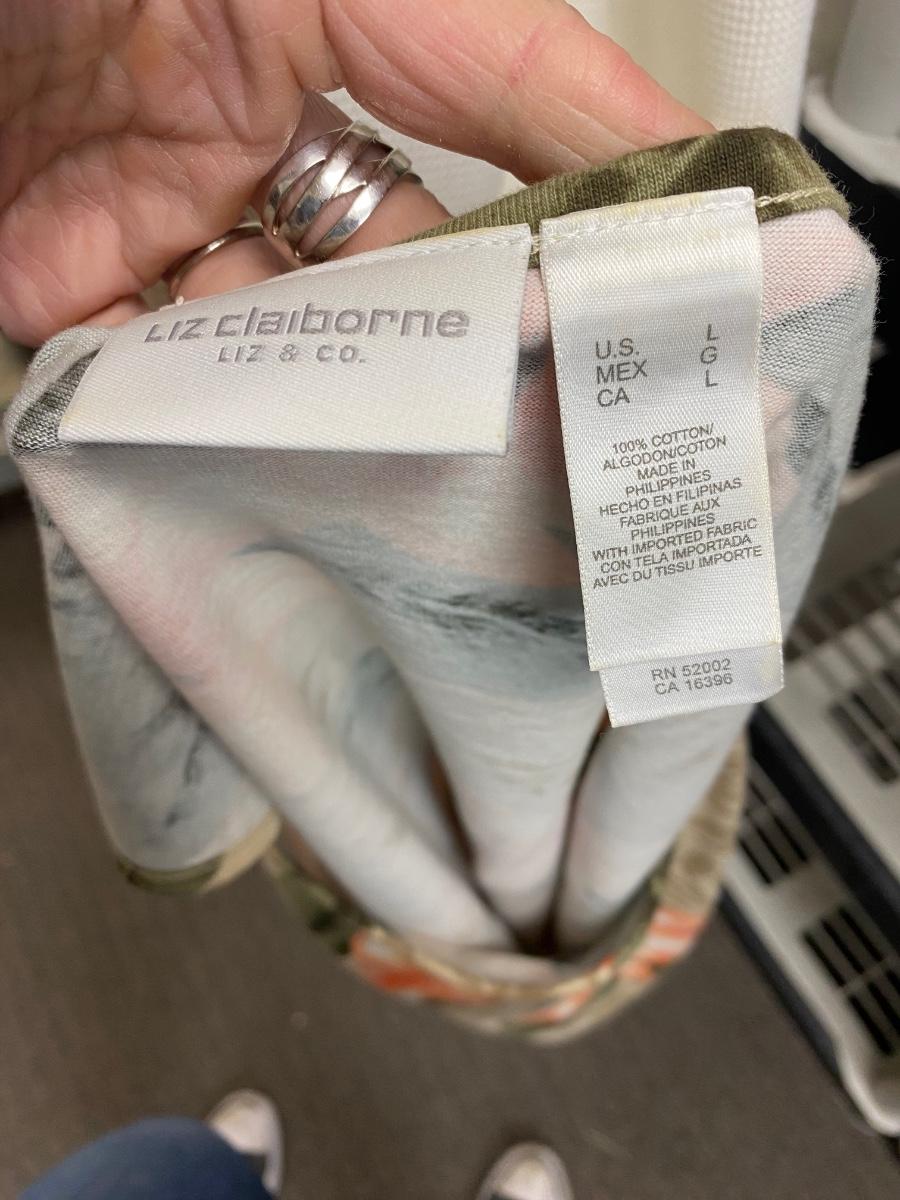 Liz claiborne
LIZ & CO.
U.S. L
MEX G
CA L
100% COTTON/
ALGODON/COTON
MADE IN
PHILIPPINES
HECHO EN FILIPINAS
FABRIQUE AUX
PHILIPPINES
WITH IMPORTED FABRIC
CON TELA IMPORTADA
AVEC DU TISSU IMPORTE
RN 52002
CA 16396